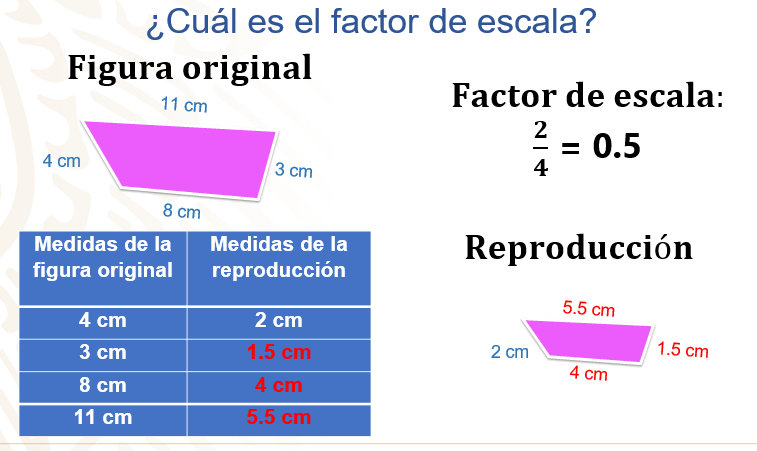 ¿Cuál es el factor de escala?
Figura original
11 cm
4 cm
3 cm
8 cm
Factor de escala:
2/4 = 0.5
Medidas de la figura original
Medidas de la reproducción
4 cm 2 cm
3 cm 1.5 cm
8 cm 4 cm
11 cm 5.5 cm
Reproducción
5.5 cm
2 cm
1.5 cm
4 cm